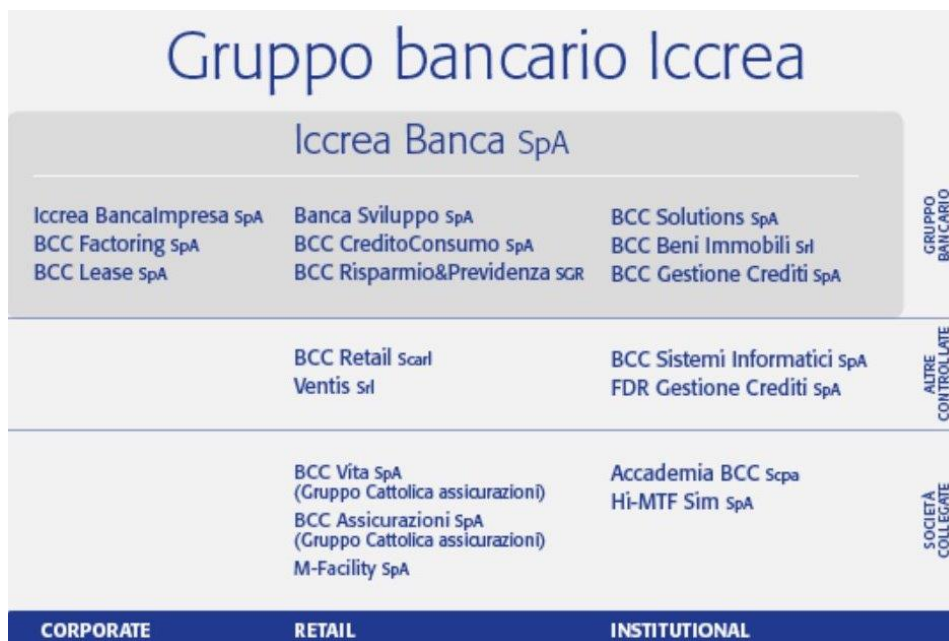 Gruppo bancario Iccrea
Iccrea Banca SpA
Iccrea BancaImpresa SpA
BCC Factoring SpA
BCC Lease SpA
Banca Sviluppo SpA
BCC CreditoConsumo SpA
BCC Risparmio&Previdenza SGR
BCC Solutions SpA
BCC Beni Immobili Srl
BCC Gestione Crediti SpA
GRUPPO
BANCARIO
BCC Retail Scarl
Ventis Srl
BCC Sistemi Informatici SpA
FDR Gestione Crediti SpA
ALTRE
CONTROLLATE
BCC Vita SpA
(Gruppo Cattolica assicurazioni)
BCC Assicurazioni SpA
(Gruppo Cattolica assicurazioni)
M-Facility SpA
Accademia BCC Scpa
Hi-MTF Sim SpA
SOCIETÀ
COLLEGATE
CORPORATE
RETAIL
INSTITUTIONAL